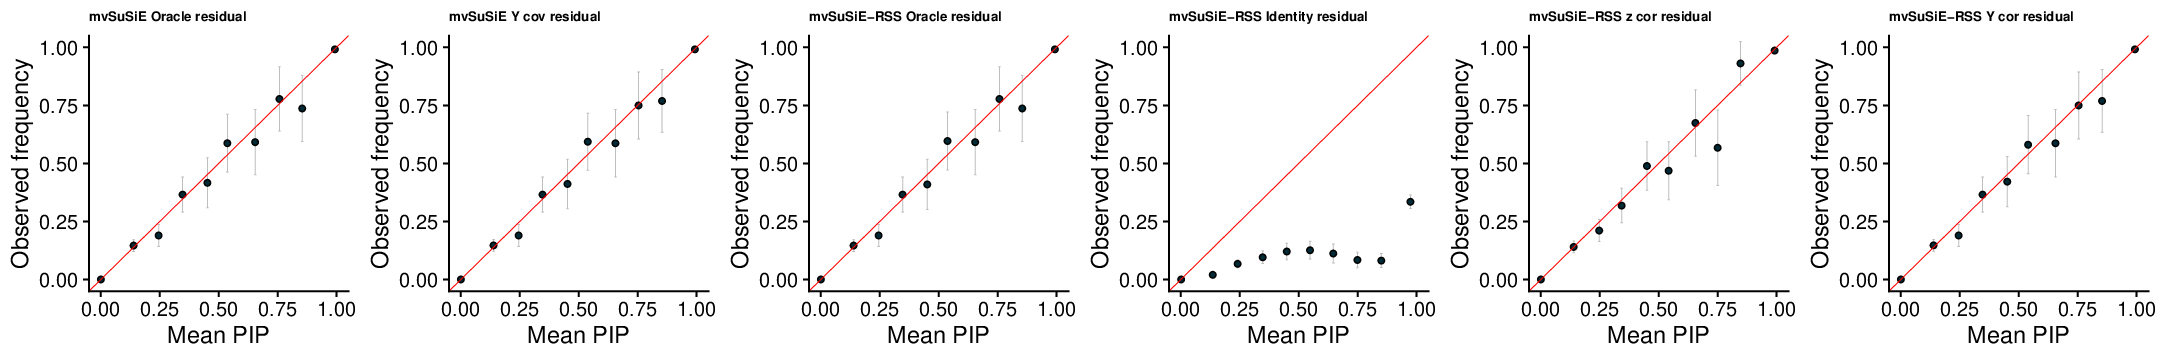 mvSuSiE Oracle residual
1.00
0.75
0.50
0.25
0.00
Observed frequency
0.00 0.25 0.50 0.75 1.00
Mean PIP
mvSuSiE Y cov residual
1.00
0.75
0.50
0.25
0.00
Observed frequency
0.00 0.25 0.50 0.75 1.00
Mean PIP
mvSuSiE−RSS Oracle residual
1.00
0.75
0.50
0.25
0.00
Observed frequency
0.00 0.25 0.50 0.75 1.00
Mean PIP
mvSuSiE−RSS Identity residual
1.00
0.75
0.50
0.25
0.00
Observed frequency
0.00 0.25 0.50 0.75 1.00
Mean PIP
mvSuSiE−RSS z cor residual
1.00
0.75
0.50
0.25
0.00
Observed frequency
0.00 0.25 0.50 0.75 1.00
Mean PIP
mvSuSiE−RSS Y cor residual
1.00
0.75
0.50
0.25
0.00
Observed frequency
0.00 0.25 0.50 0.75 1.00
Mean PIP